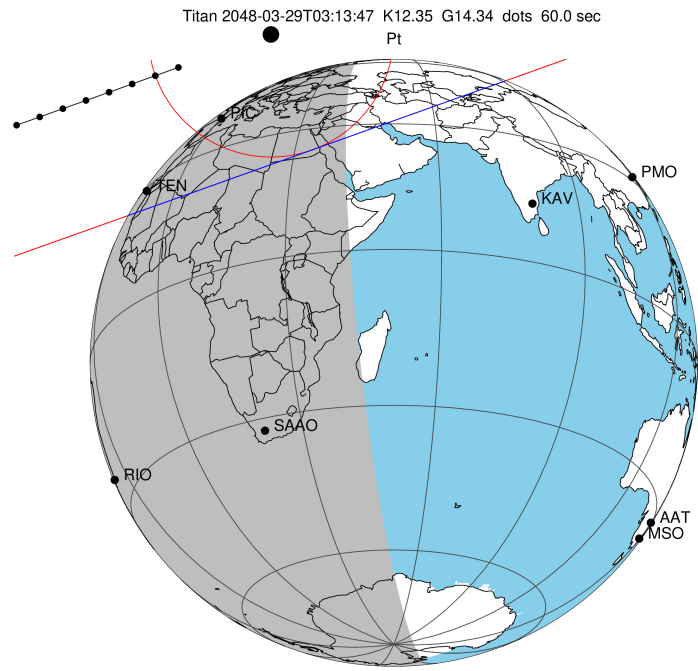 Titan 2048-03-29T03:13:47 K12.35 G14.34 dots 60.0 sec
Pt
PIC
TEN
PMO
KAV
SAAO
RIO
AAT
MSO